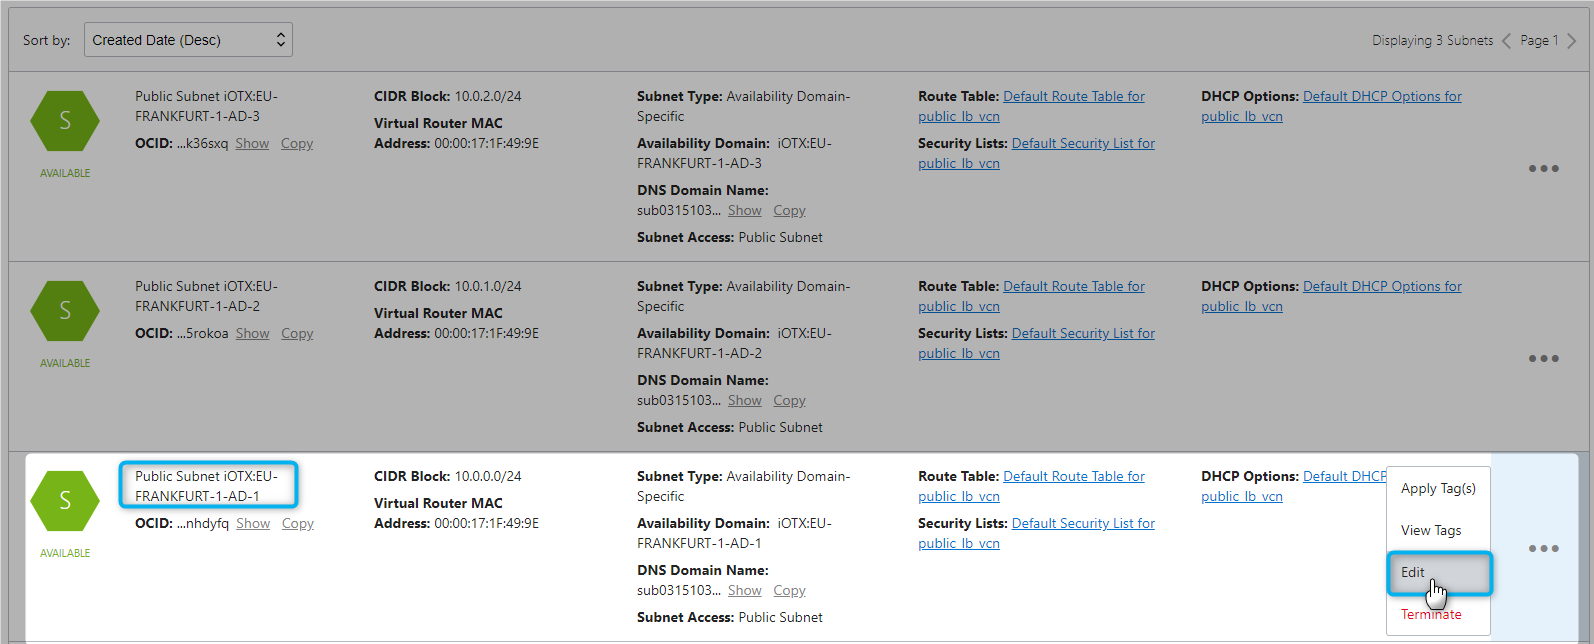 Sort by: Created Date (Desc) Displaying 3 Subnets Page 1
S
AVAILABLE
Public Subnet iOTX:EU-
FRANKFURT-1-AD-3
OCID: ...k36sxq Show Copy
CIDR Block: 10.0.2.0/24
Virtual Router MAC
Address: 00:00:17:1F:49:9E
Subnet Type: Availability Domain-
Specific
Availability Domain: iOTX:EU-
FRANKFURT-1-AD-3
DNS Domain Name:
sub0315103... Show Copy
Subnet Access: Public Subnet
Route Table: Default Route Table for
public_lb_vcn
Security Lists: Default Security List for
public_lb_vcn
DHCP Options: Default DHCP Options for
public_lb_vcn
S
AVAILABLE
Public Subnet iOTX:EU-
FRANKFURT-1-AD-2
OCID: ...5rokoa Show Copy
CIDR Block: 10.0.1.0/24
Virtual Router MAC
Address: 00:00:17:1F:49:9E
Subnet Type: Availability Domain-
Specific
Availability Domain: iOTX:EU-
FRANKFURT-1-AD-2
DNS Domain Name:
sub0315103... Show Copy
Subnet Access: Public Subnet
Route Table: Default Route Table for
public_lb_vcn
Security Lists: Default Security List for
public_lb_vcn
DHCP Options: Default DHCP Options for
public_lb_vcn
S
AVAILABLE
Public Subnet iOTX:EU-
FRANKFURT-1-AD-1
OCID: ...nhdyfq Show Copy
CIDR Block: 10.0.0.0/24
Virtual Router MAC
Address: 00:00:17:1F:49:9E
Subnet Type: Availability Domain-
Specific
Availability Domain: iOTX:EU-
FRANKFURT-1-AD-1
DNS Domain Name:
sub0315103... Show Copy
Subnet Access: Public Subnet
Route Table: Default Route Table for
public_lb_vcn
Security Lists: Default Security List for
public_lb_vcn
DHCP Options: Default DHCP
public_lb_vcn
Apply Tag(s)
View Tags
Edit
Terminate